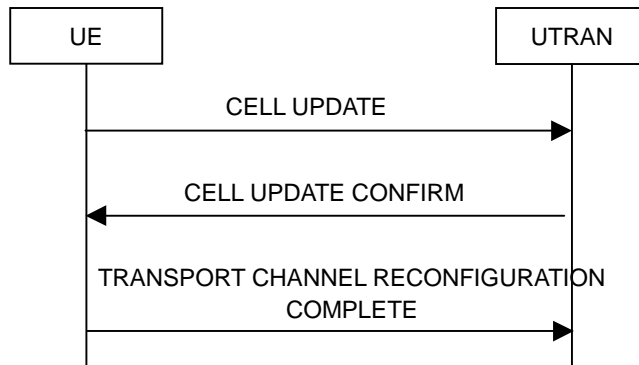 UE
UTRAN
CELL UPDATE
CELL UPDATE CONFIRM
TRANSPORT CHANNEL RECONFIGURATION
COMPLETE